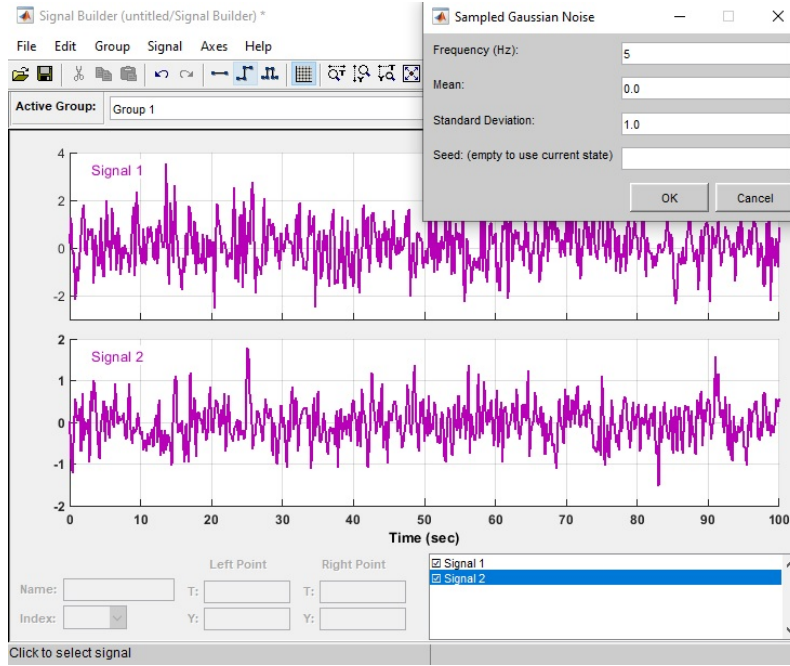 Signal Builder (untitled/Signal Builder) *
File Edit Group Signal Axes Help
Active Group: Group 1
Sampled Gaussian Noise
Frequency (Hz): 5
Mean: 0.0
Standard Deviation: 1.0
Seed: (empty to use current state)
OK Cancel
4
Signal 1
2
0
-2
2
Signal 2
1
0
-1
-2
0 10 20 30 40 50 60 70 80 90 100
Time (sec)
Left Point Right Point
Name: T: T:
Index: Y: Y:
Signal 1
Signal 2
Click to select signal